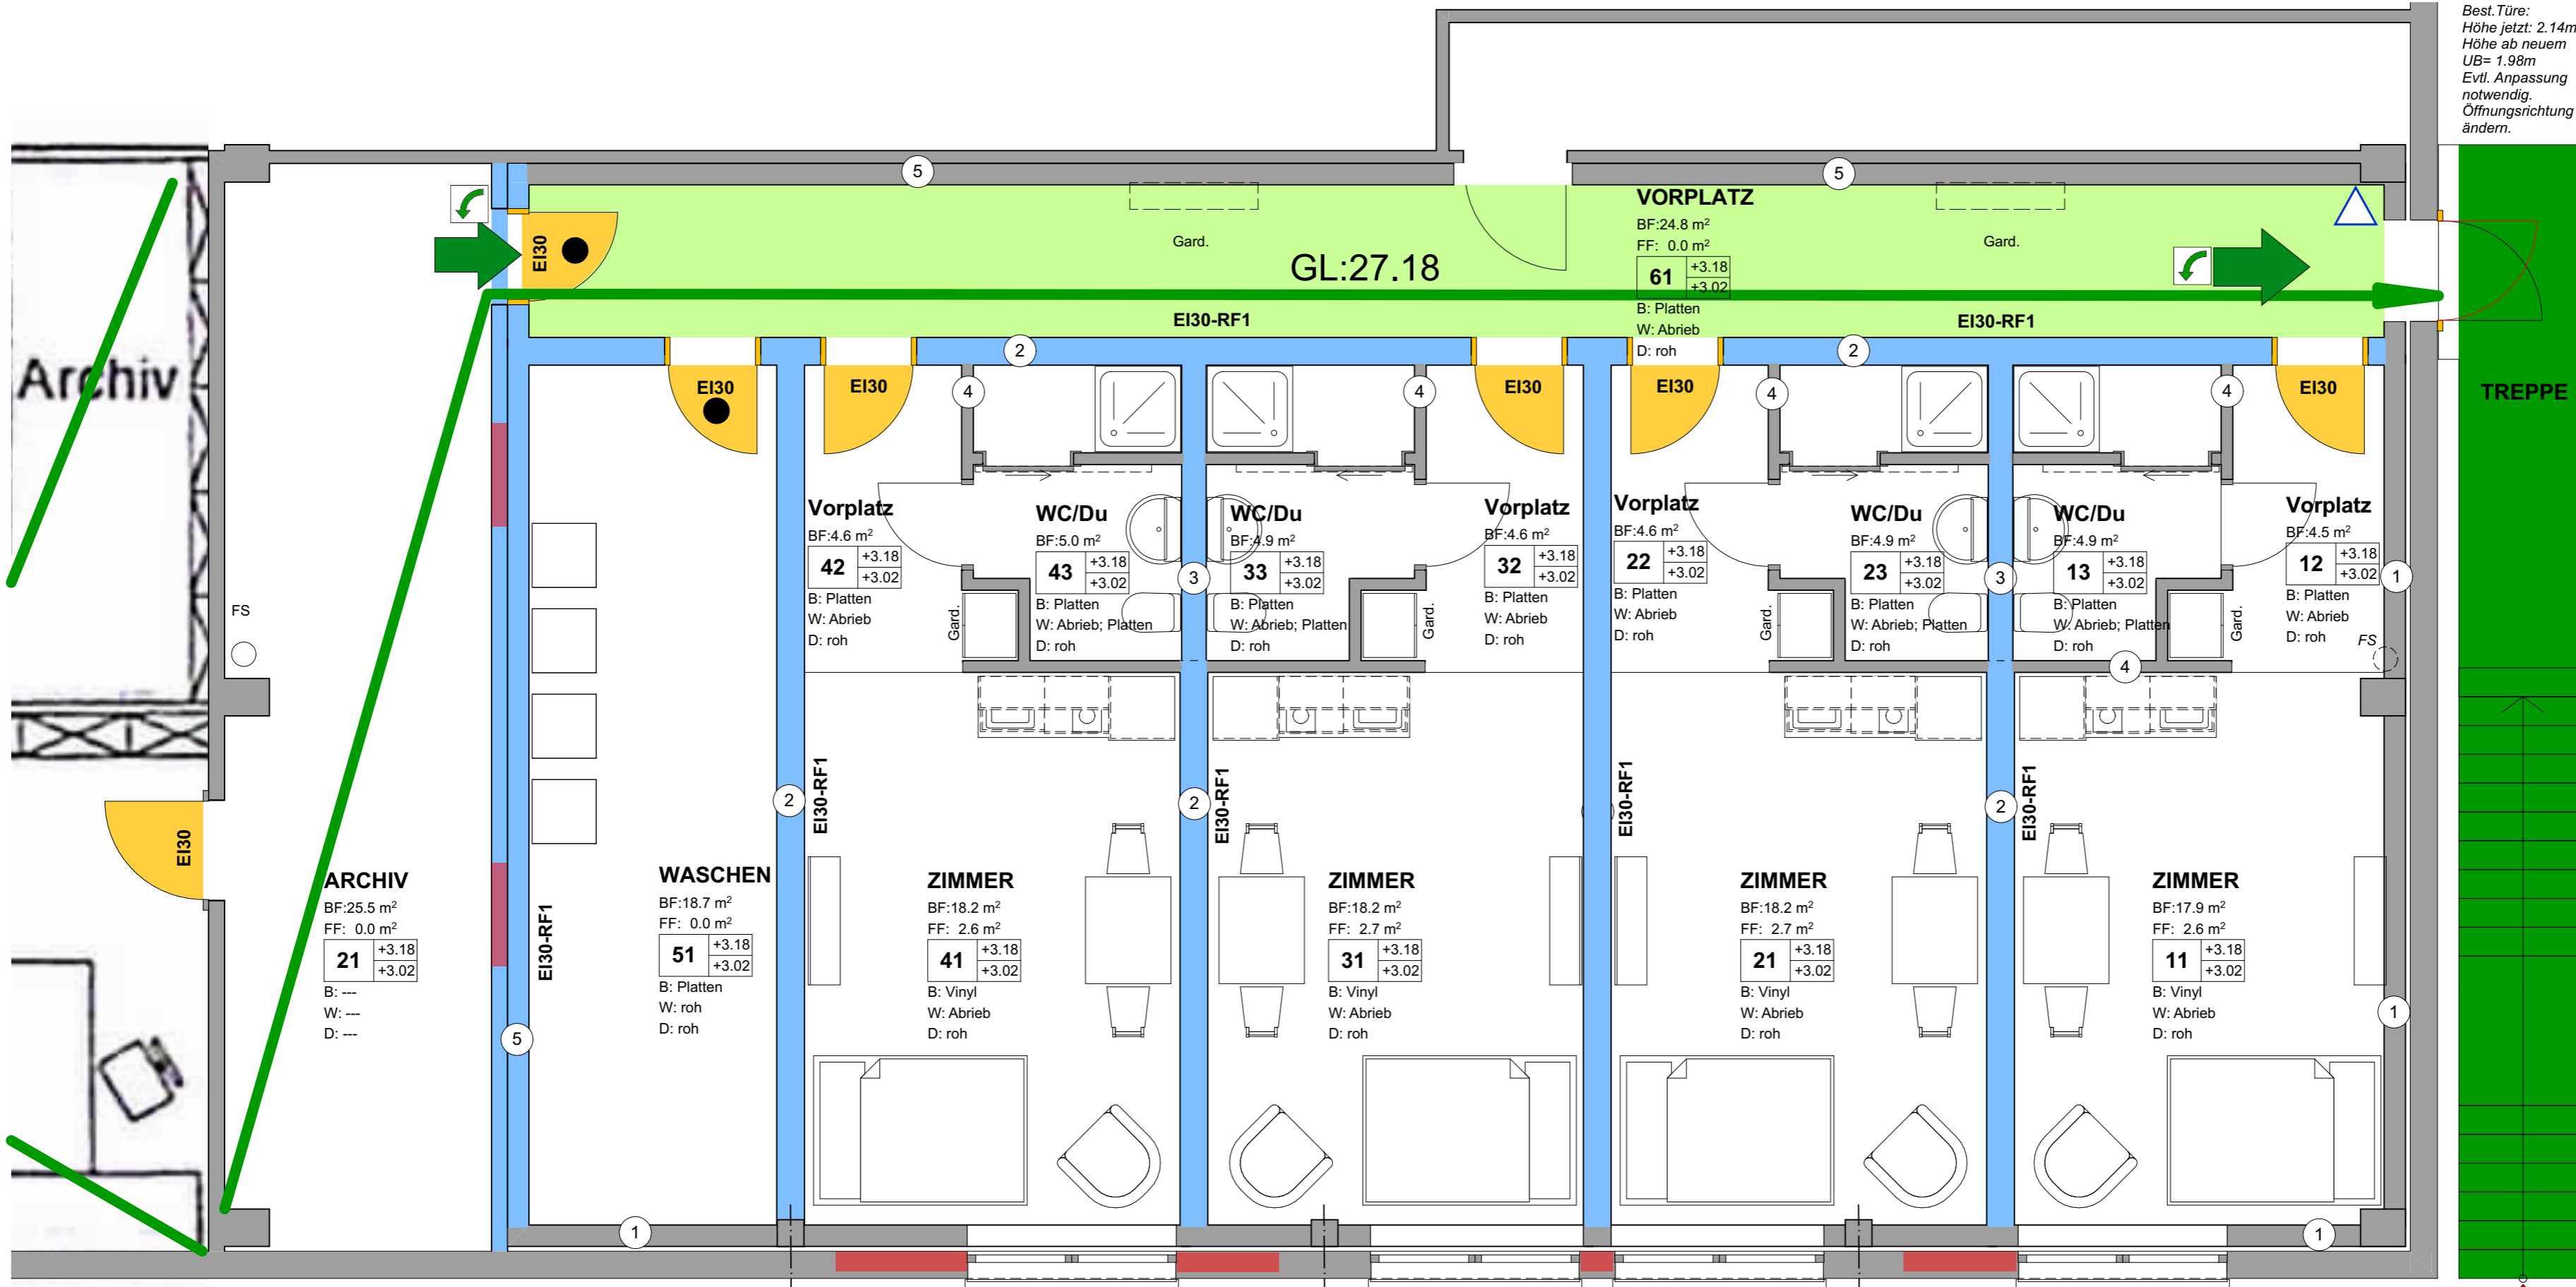 Best.Türe:
Höhe jetzt: 2.14m
Höhe ab neuem
UB= 1.98m
Evtl. Anpassung
notwendig.
Öffnungsrichtung
ändern.
5
5
VORPLATZ
BF:24.8 m²
FF: 0.0 m²
61
+3.18
+3.02
B: Platten
W: Abrieb
D: roh
Gard.
Gard.
GL:27.18
EI30
EI30-RF1
EI30-RF1
2
2
Archiv
TREPPE
EI30
EI30
EI30
EI30
EI30
4
4
4
4
Vorplatz
BF:4.6 m²
42
+3.18
+3.02
B: Platten
W: Abrieb
D: roh
Gard.
WC/Du
BF:5.0 m²
43
+3.18
+3.02
B: Platten
W: Abrieb; Platten
D: roh
3
WC/Du
BF:4.9 m²
33
+3.18
+3.02
B: Platten
W: Abrieb; Platten
D: roh
Gard.
Vorplatz
BF:4.6 m²
32
+3.18
+3.02
B: Platten
W: Abrieb
D: roh
Vorplatz
BF:4.6 m²
22
+3.18
+3.02
B: Platten
W: Abrieb
D: roh
Gard.
WC/Du
BF:4.9 m²
23
+3.18
+3.02
B: Platten
W: Abrieb; Platten
D: roh
3
WC/Du
BF:4.9 m²
13
+3.18
+3.02
B: Platten
W: Abrieb; Platten
D: roh
Gard.
Vorplatz
BF:4.5 m²
12
+3.18
+3.02
B: Platten
W: Abrieb
D: roh
1
FS
FS
4
2
EI30-RF1
2
EI30-RF1
EI30-RF1
2
EI30-RF1
EI30
ARCHIV
BF:25.5 m²
FF: 0.0 m²
21
+3.18
+3.02
B: ---
W: ---
D: ---
EI30-RF1
5
WASCHEN
BF:18.7 m²
FF: 0.0 m²
51
+3.18
+3.02
B: Platten
W: roh
D: roh
ZIMMER
BF:18.2 m²
FF: 2.6 m²
41
+3.18
+3.02
B: Vinyl
W: Abrieb
D: roh
ZIMMER
BF:18.2 m²
FF: 2.7 m²
31
+3.18
+3.02
B: Vinyl
W: Abrieb
D: roh
ZIMMER
BF:18.2 m²
FF: 2.7 m²
21
+3.18
+3.02
B: Vinyl
W: Abrieb
D: roh
ZIMMER
BF:17.9 m²
FF: 2.6 m²
11
+3.18
+3.02
B: Vinyl
W: Abrieb
D: roh
1
1
1